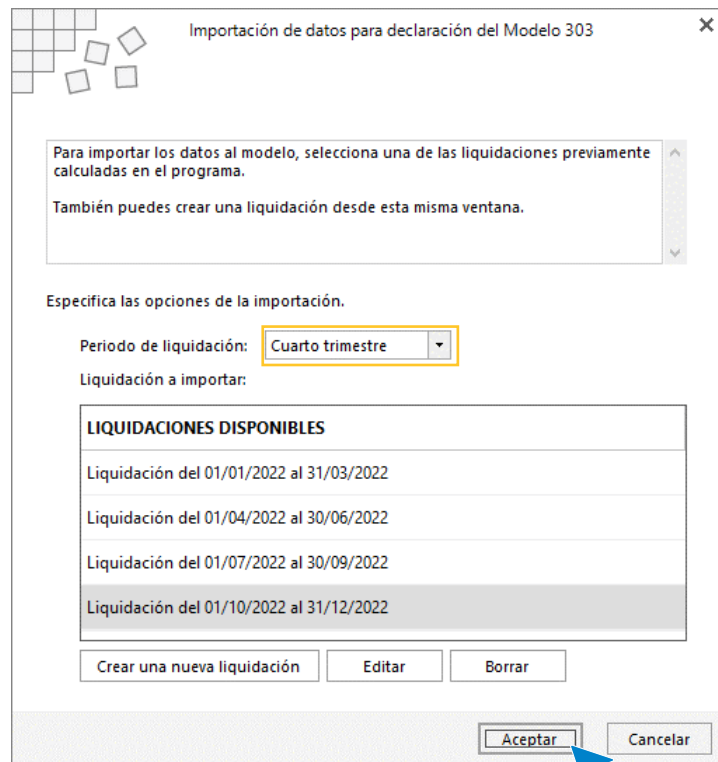 Importación de datos para declaración del Modelo 303
Para importar los datos al modelo, selecciona una de las liquidaciones previamente
calculadas en el programa.
También puedes crear una liquidación desde esta misma ventana.
Especifica las opciones de la importación.
Periodo de liquidación: Cuarto trimestre
Liquidación a importar:
LIQUIDACIONES DISPONIBLES
Liquidación del 01/01/2022 al 31/03/2022
Liquidación del 01/04/2022 al 30/06/2022
Liquidación del 01/07/2022 al 30/09/2022
Liquidación del 01/10/2022 al 31/12/2022
Crear una nueva liquidación Editar Borrar
Aceptar Cancelar